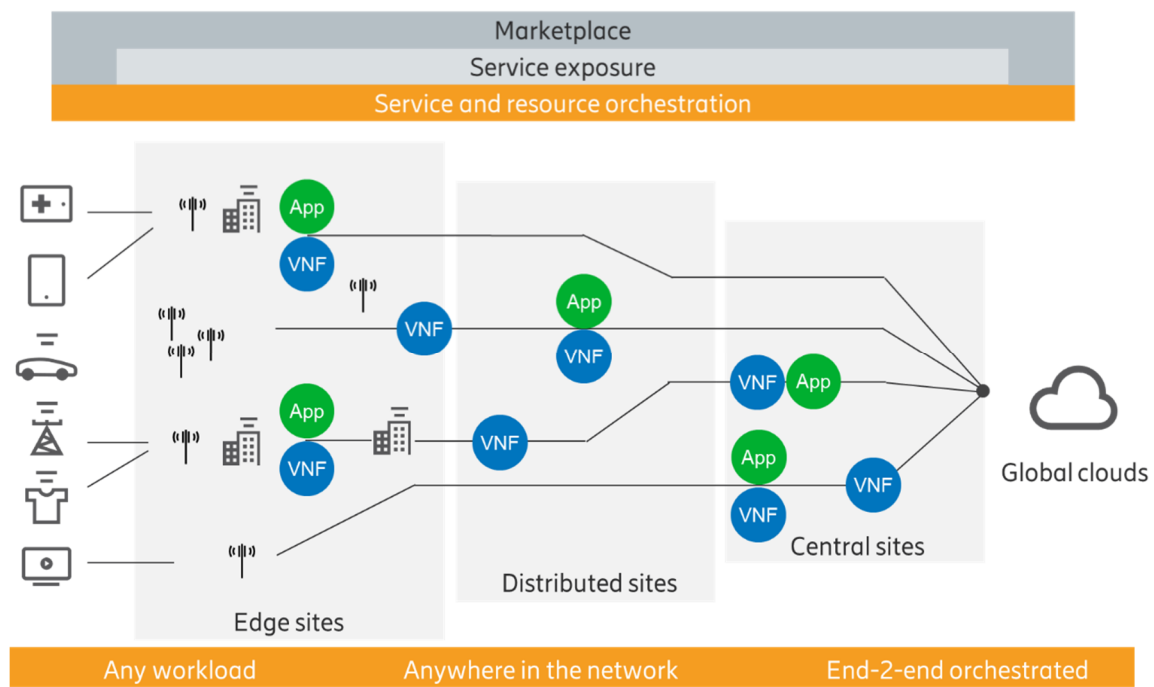 Marketplace
Service exposure
Service and resource orchestration
App
VNF
App
VNF
VNF
VNF App
App
VNF
VNF
App
VNF
VNF
Global clouds
Central sites
Distributed sites
Edge sites
Any workload
Anywhere in the network
End-2-end orchestrated